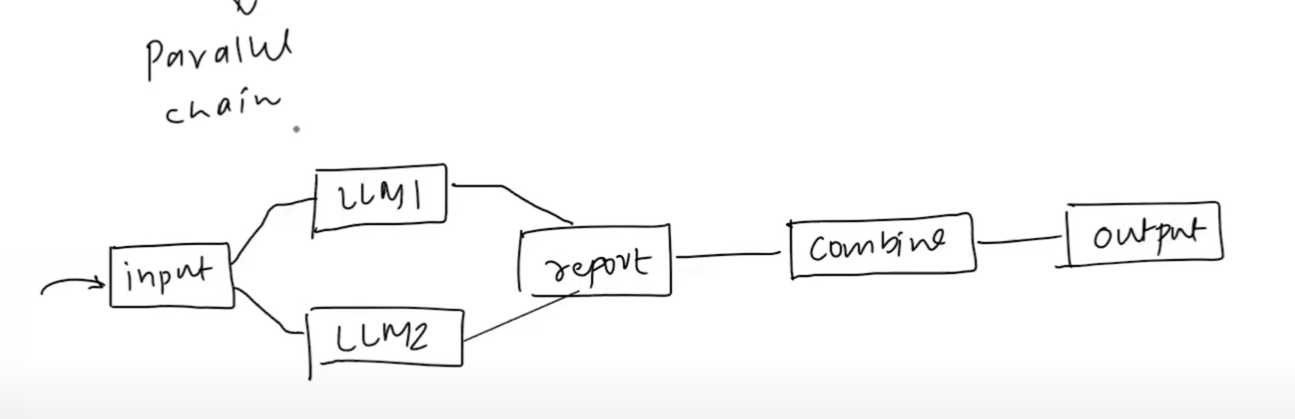 Parallel
chain
LLM1
input
report
combine
output
LLM2